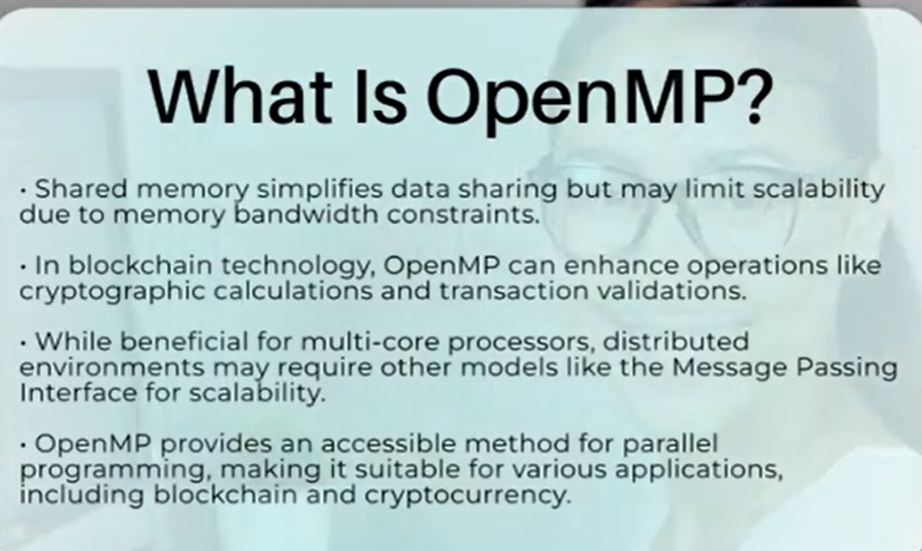 What Is OpenMP?
· Shared memory simplifies data sharing but may limit scalability
due to memory bandwidth constraints.
· In blockchain technology, OpenMP can enhance operations like
cryptographic calculations and transaction validations.
· While beneficial for multi-core processors, distributed
environments may require other models like the Message Passing
Interface for scalability.
· OpenMP provides an accessible method for parallel
programming, making it suitable for various applications,
including blockchain and cryptocurrency.